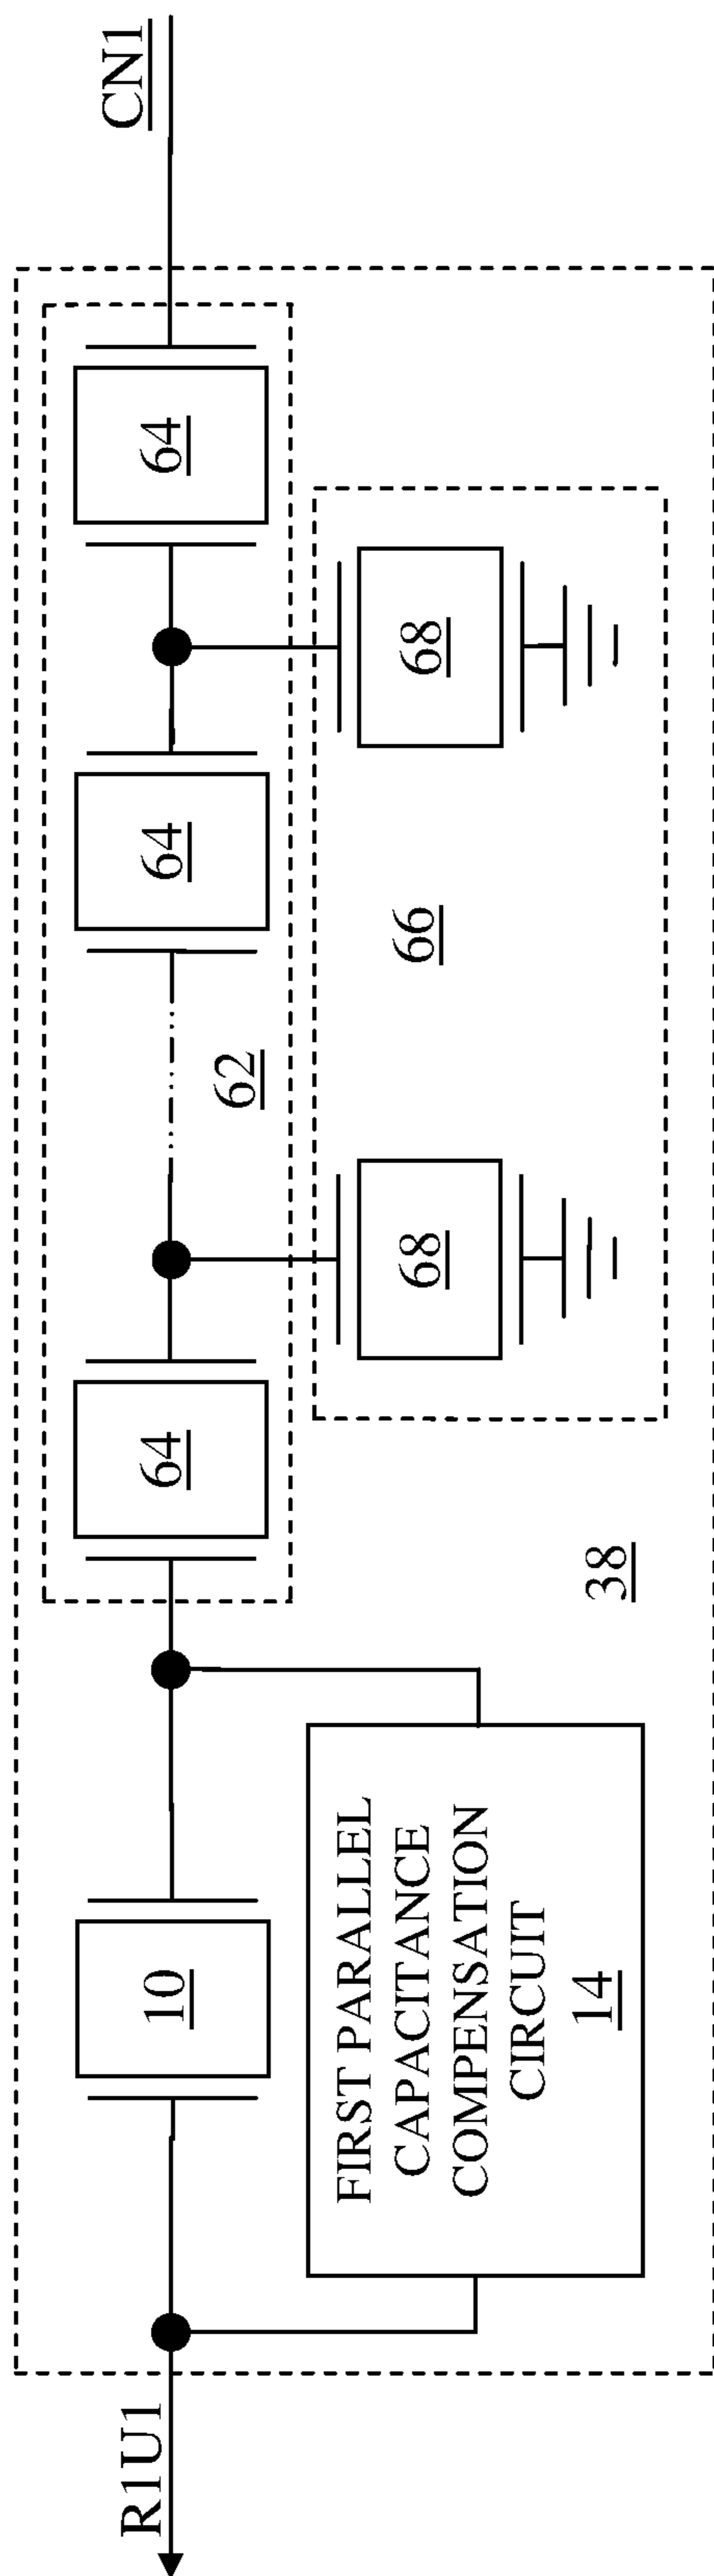 R1U1
10
64
64
64
CN1
62
68
66
68
FIRST PARALLEL
CAPACITANCE
COMPENSATION
CIRCUIT
14
38